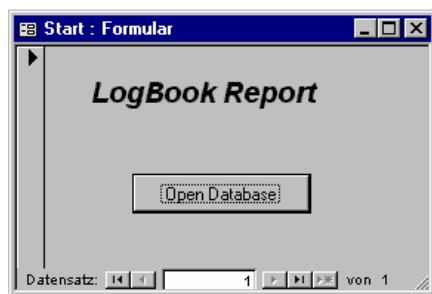 Start : Formular
LogBook Report
Open Database
Datensatz: 1 von 1